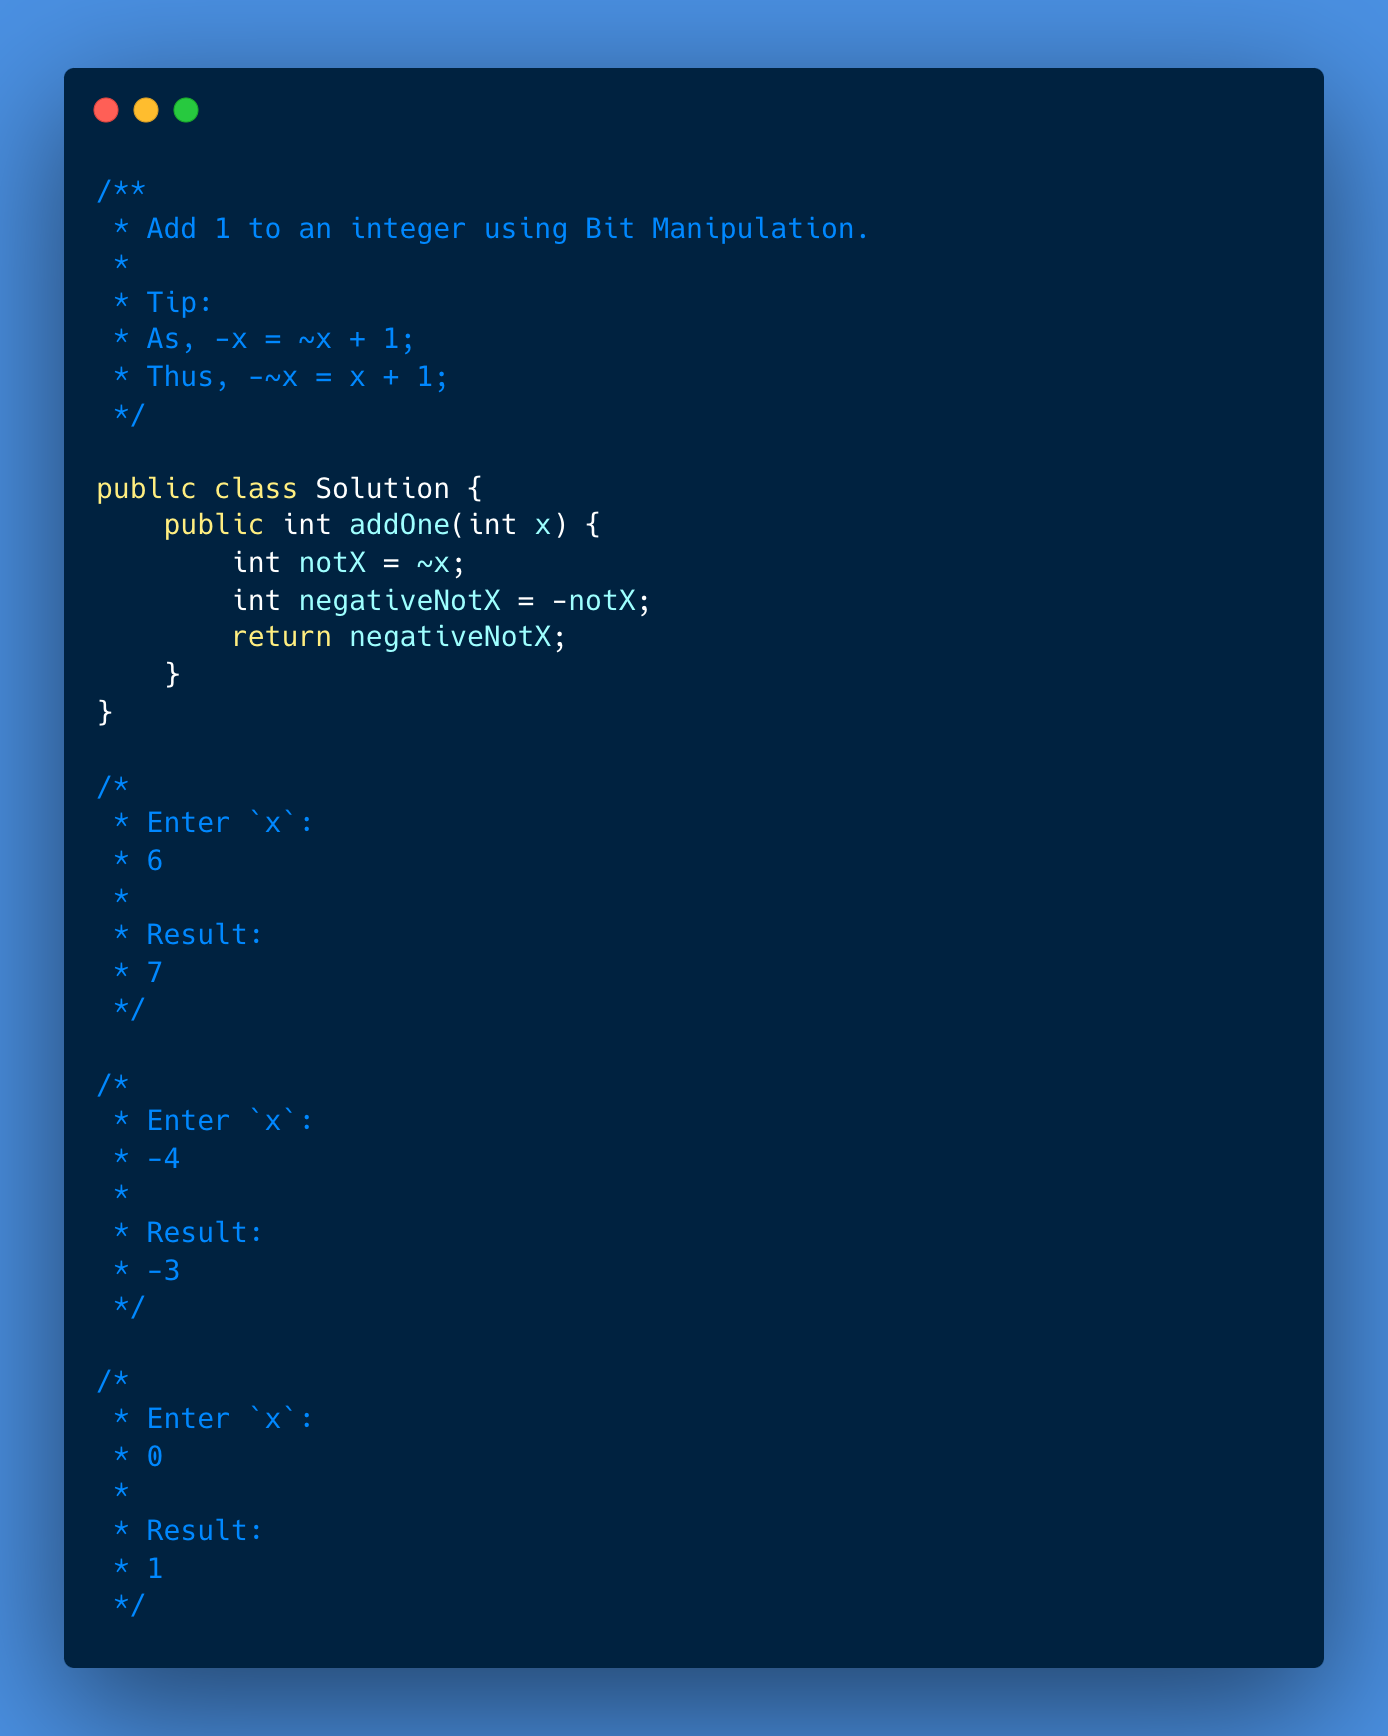 /**
 * Add 1 to an integer using Bit Manipulation.
 *
 * Tip:
 * As, -x = ~x + 1;
 * Thus, -~x = x + 1;
 */

public class Solution {
    public int addOne(int x) {
        int notX = ~x;
        int negativeNotX = -notX;
        return negativeNotX;
    }
}

/*
 * Enter `x`:
 * 6
 *
 * Result:
 * 7
 */

/*
 * Enter `x`:
 * -4
 *
 * Result:
 * -3
 */

/*
 * Enter `x`:
 * 0
 *
 * Result:
 * 1
 */